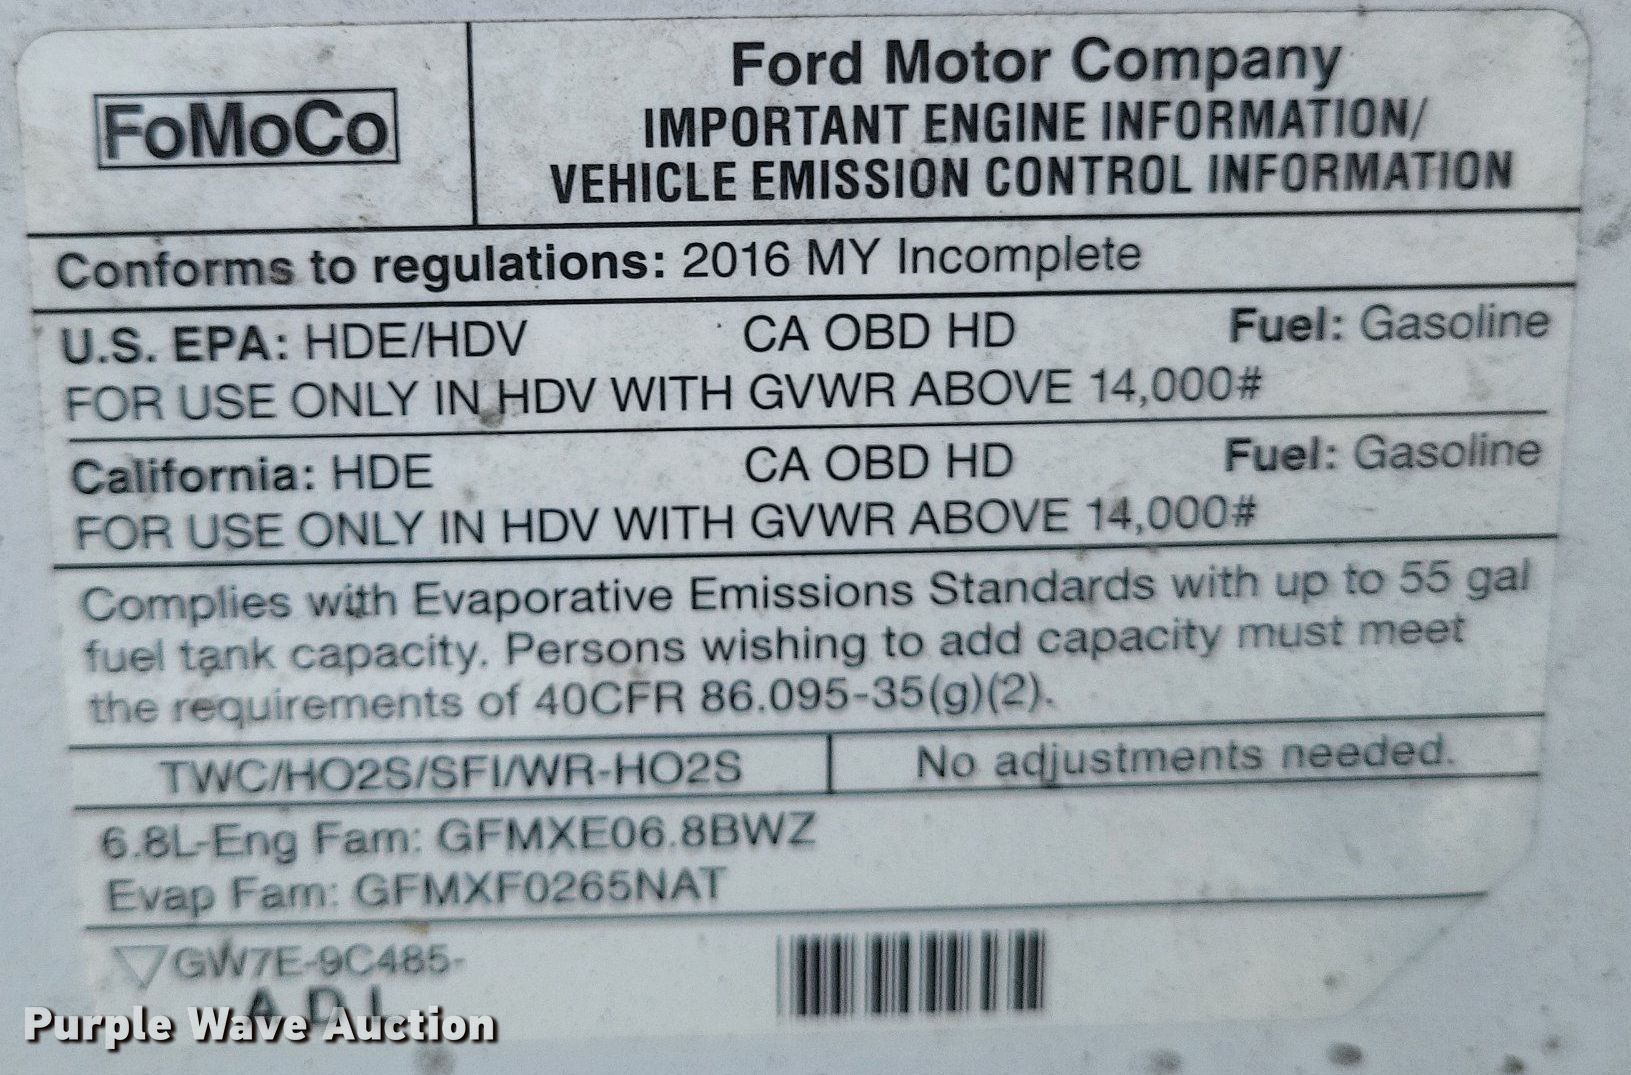 FoMoCo
Ford Motor Company
IMPORTANT ENGINE INFORMATION/
VEHICLE EMISSION CONTROL INFORMATION
Conforms to regulations: 2016 MY Incomplete
U.S. EPA: HDE/HDV CA OBD HD Fuel: Gasoline
FOR USE ONLY IN HDV WITH GVWR ABOVE 14,000#
California: HDE CA OBD HD Fuel: Gasoline
FOR USE ONLY IN HDV WITH GVWR ABOVE 14,000#
Complies with Evaporative Emissions Standards with up to 55 gal
fuel tank capacity. Persons wishing to add capacity must meet
the requirements of 40CFR 86.095-35(g)(2).
TWC/HO2S/SFI/WR-HO2S No adjustments needed.
6.8L-Eng Fam: GFMXE06.8BWZ
Evap Fam: GFMXF0265NAT
GW7E-9C485-
Purple Wave Auction